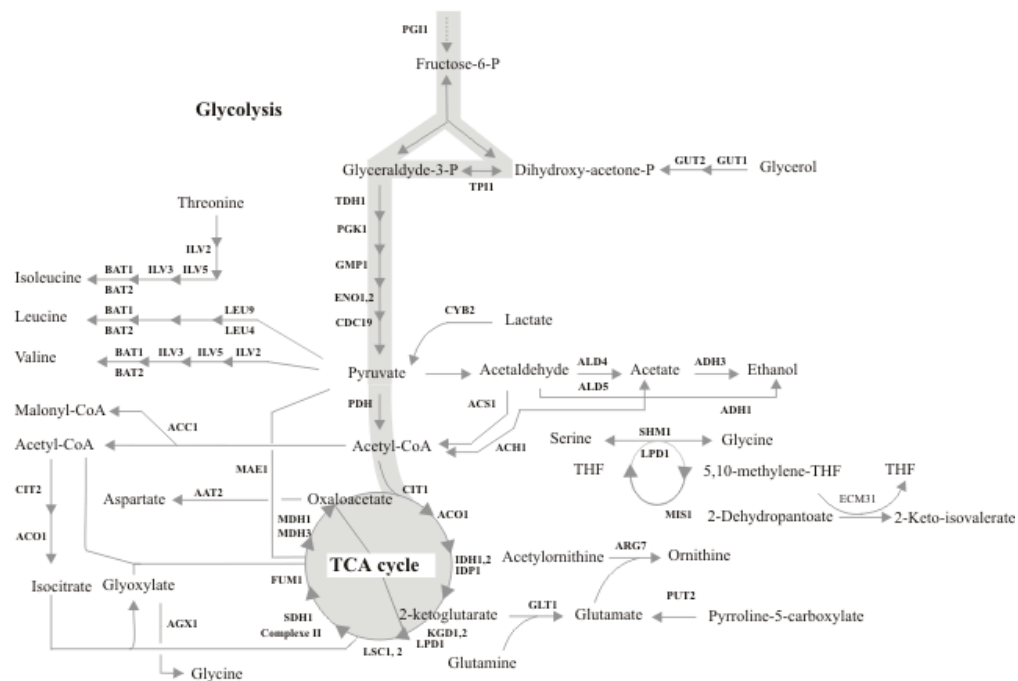 PGI1
Fructose-6-P
Glycolysis
Glyceraldyde-3-P
TPI1
Dihydroxy-acetone-P
GUT2
GUT1
Glycerol
TDH1
PGK1
GMP1
ENO1,2
CDC19
Threonine
ILV2
Isoleucine
BAT1
ILV3
ILV5
BAT2
Leucine
BAT1
LEU9
BAT2
LEU4
Valine
BAT1
ILV3
ILV5
ILV2
BAT2
CYB2
Lactate
Pyruvate
Acetaldehyde
ALD4
ALD5
Acetate
ADH3
Ethanol
PDH
ACS1
ADH1
Malonyl-CoA
ACC1
Acetyl-CoA
Acetyl-CoA
ACH1
Serine
SHM1
Glycine
LPD1
THF
5,10-methylene-THF
THF
MIS1
ECM31
2-Dehydropantoate
2-Keto-isovalerate
CIT2
MAE1
CIT1
Aspartate
AAT2
Oxaloacetate
ACO1
MDH1
MDH3
ACO1
TCA cycle
IDH1,2
IDP1
Acetylornithine
ARG7
Ornithine
Isocitrate
Glyoxylate
FUM1
2-ketoglutarate
GLT1
Glutamate
PUT2
Pyrroline-5-carboxylate
AGX1
SDH1
Complexe II
KGD1,2
LPD1
LSC1, 2
Glutamine
Glycine